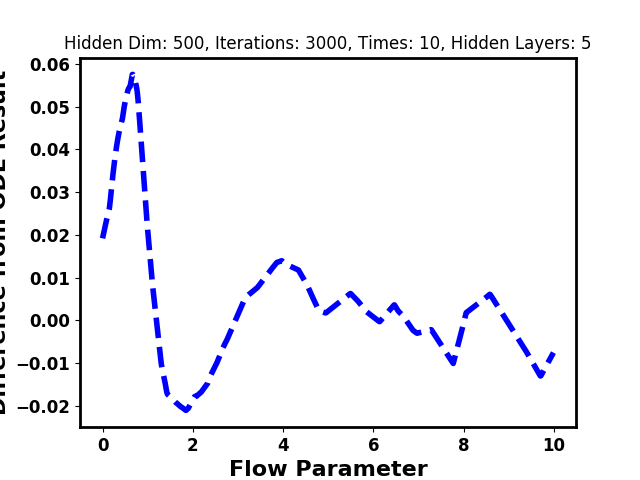 Hidden Dim: 500, Iterations: 3000, Times: 10, Hidden Layers: 5
Difference from ODE Result
0.06
0.05
0.04
0.03
0.02
0.01
0.00
−0.01
−0.02
0 2 4 6 8 10
Flow Parameter